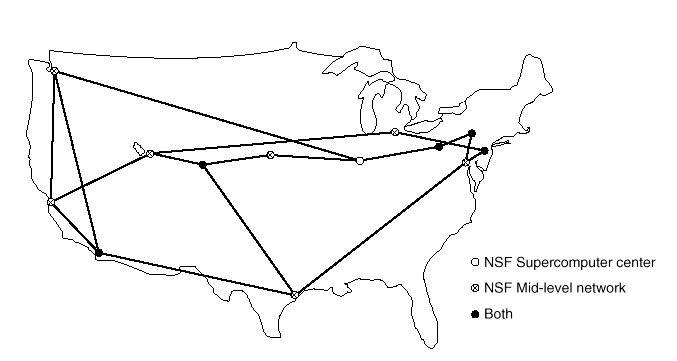 NSF Supercomputer center
NSF Mid-level network
Both